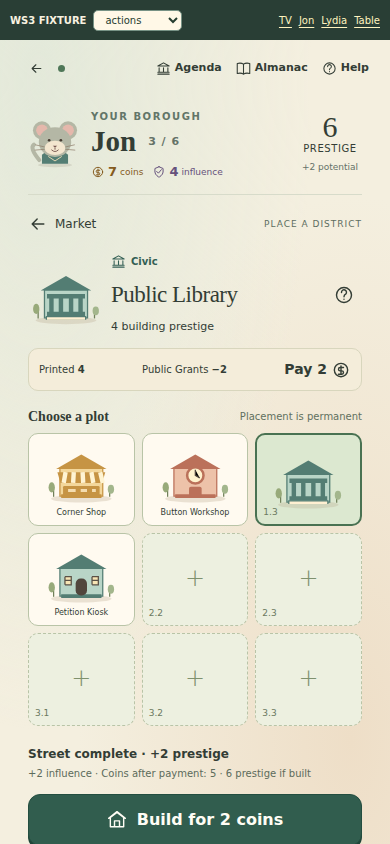 WS3 FIXTURE actions TV Jon Lydia Table
Agenda Almanac Help
YOUR BOROUGH
Jon 3 / 6
7 coins 4 influence
6
PRESTIGE
+2 potential
Market PLACE A DISTRICT
Civic
Public Library
4 building prestige
Printed 4 Public Grants −2 Pay 2
Choose a plot Placement is permanent
Corner Shop Button Workshop 1.3
Petition Kiosk 2.2 2.3
3.1 3.2 3.3
Street complete · +2 prestige
+2 influence · Coins after payment: 5 · 6 prestige if built
Build for 2 coins